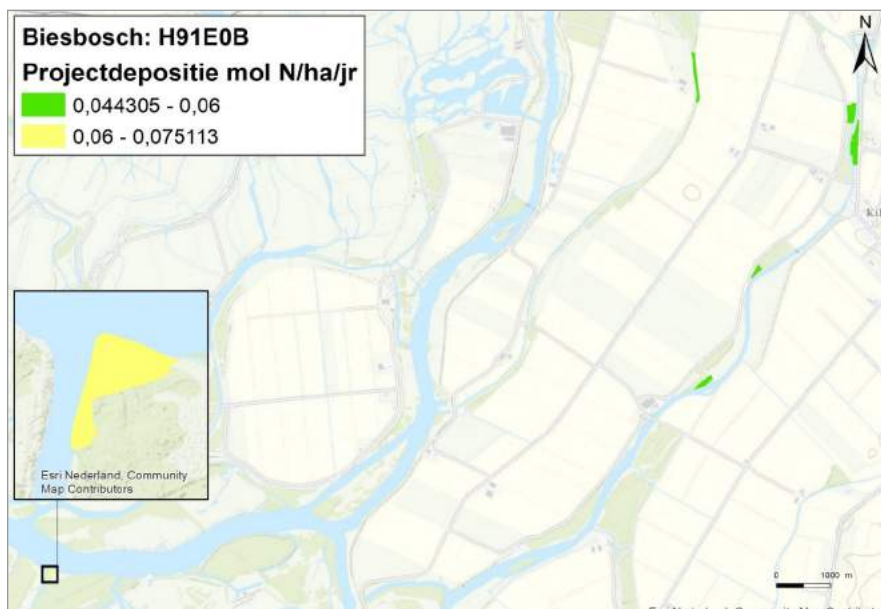 Biesbosch: H91E0B
Projectdepositie mol N/ha/jr
0,044305 - 0,06
0,06 - 0,075113
N
Esri Nederland, Community
Map Contributors
0 1000 m